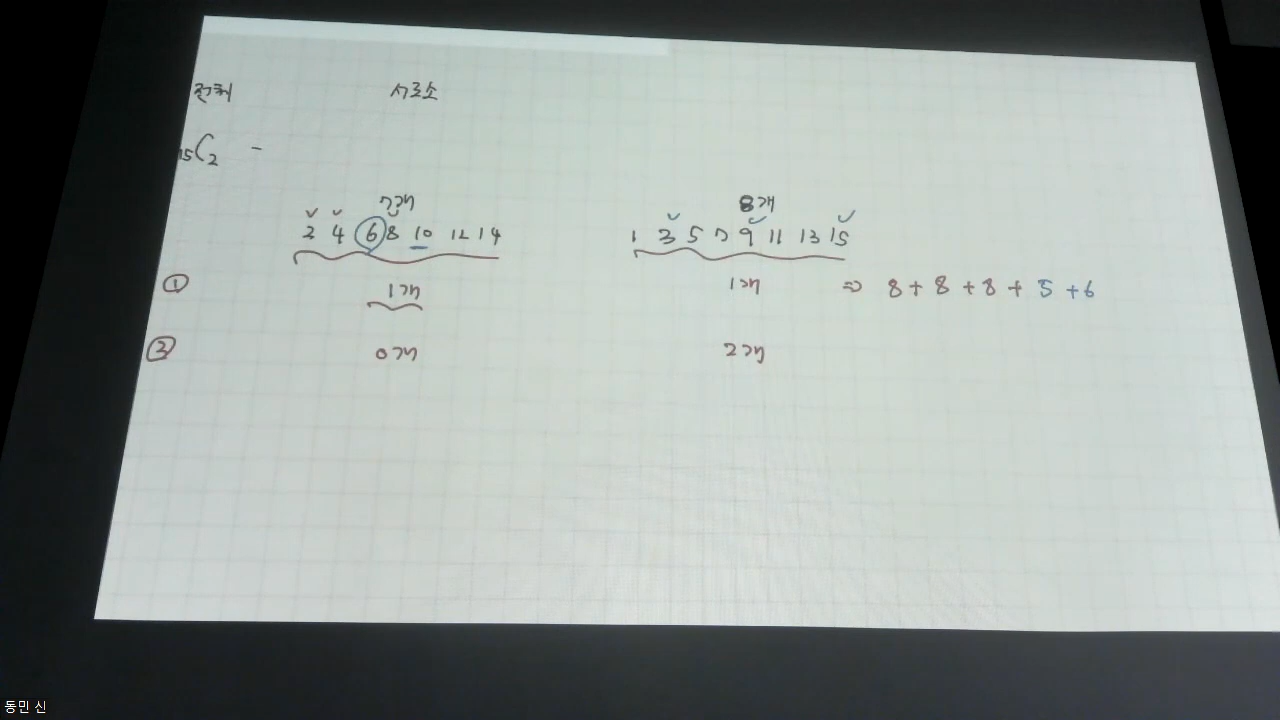 전체 서로소
₁₅C₂ -
7개 8개
2 4 6 8 10 12 14 1 3 5 7 9 11 13 15
① 1개 1개 ⇒ 8+8+8+5+6
② 0개 2개
동민 신